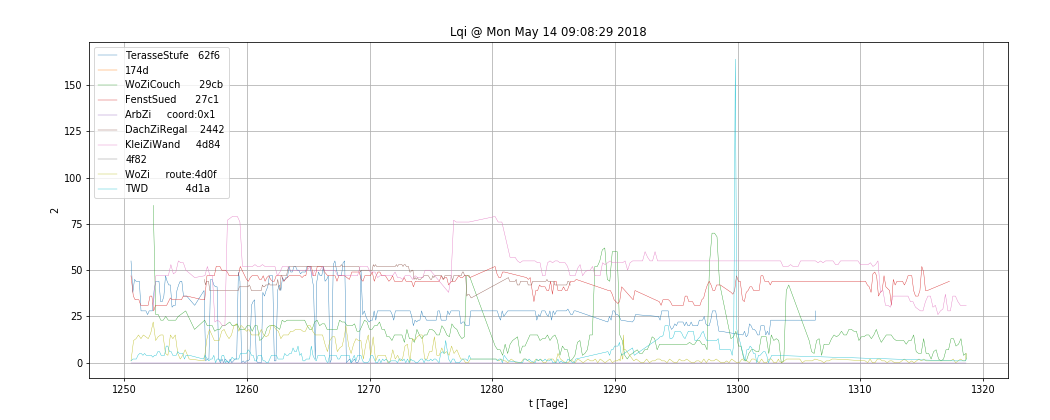 Lqi @ Mon May 14 09:08:29 2018
TerasseStufe 62f6
174d
WoZiCouch 29cb
FenstSued 27c1
ArbZi coord:0x1
DachZiRegal 2442
KleiZiWand 4d84
4f82
WoZi route:4d0f
TWD 4d1a
150
125
100
75
50
25
0
2
1250 1260 1270 1280 1290 1300 1310 1320
t [Tage]